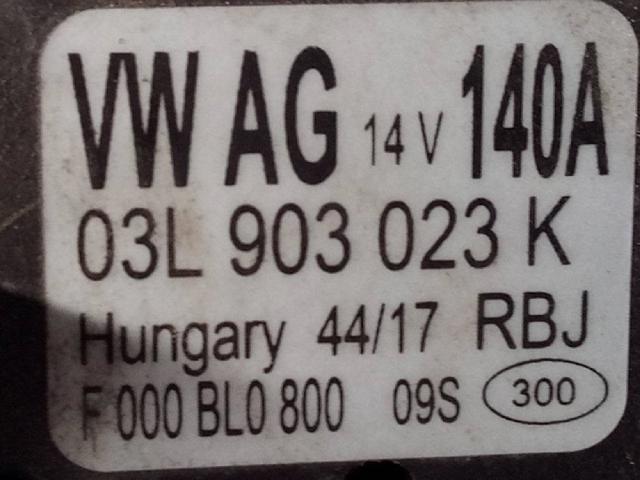 VW AG 14 V 140A
03L 903 023 K
Hungary 44/17 RBJ
F 000 BL0 800 09S 300